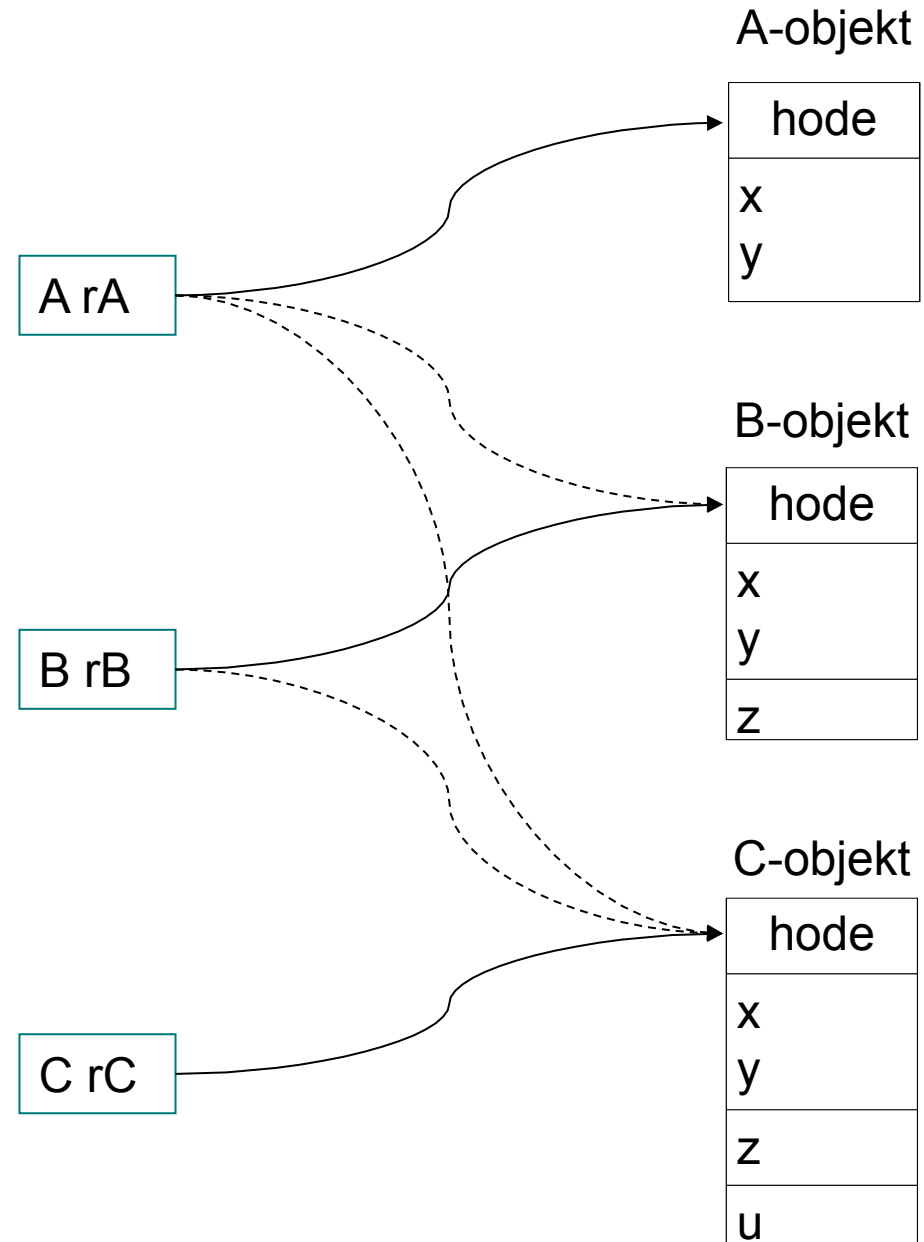 A-objekt
hode
x
y
A rA
B-objekt
hode
x
y
z
B rB
C-objekt
hode
x
y
z
u
C rC